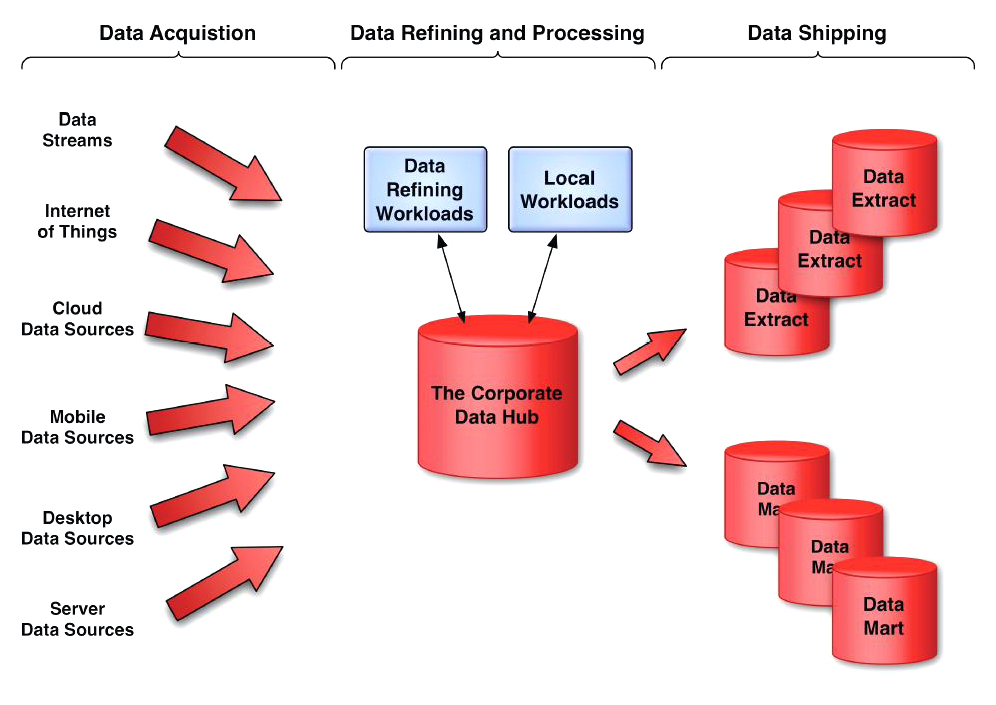 Data Acquistion
Data Refining and Processing
Data Shipping
Data
Streams
Internet
of Things
Cloud
Data Sources
Mobile
Data Sources
Desktop
Data Sources
Server
Data Sources
Data
Refining
Workloads
Local
Workloads
The Corporate
Data Hub
Data
Extract
Data
Extract
Data
Extract
Data
Ma
Data
Ma
Data
Mart